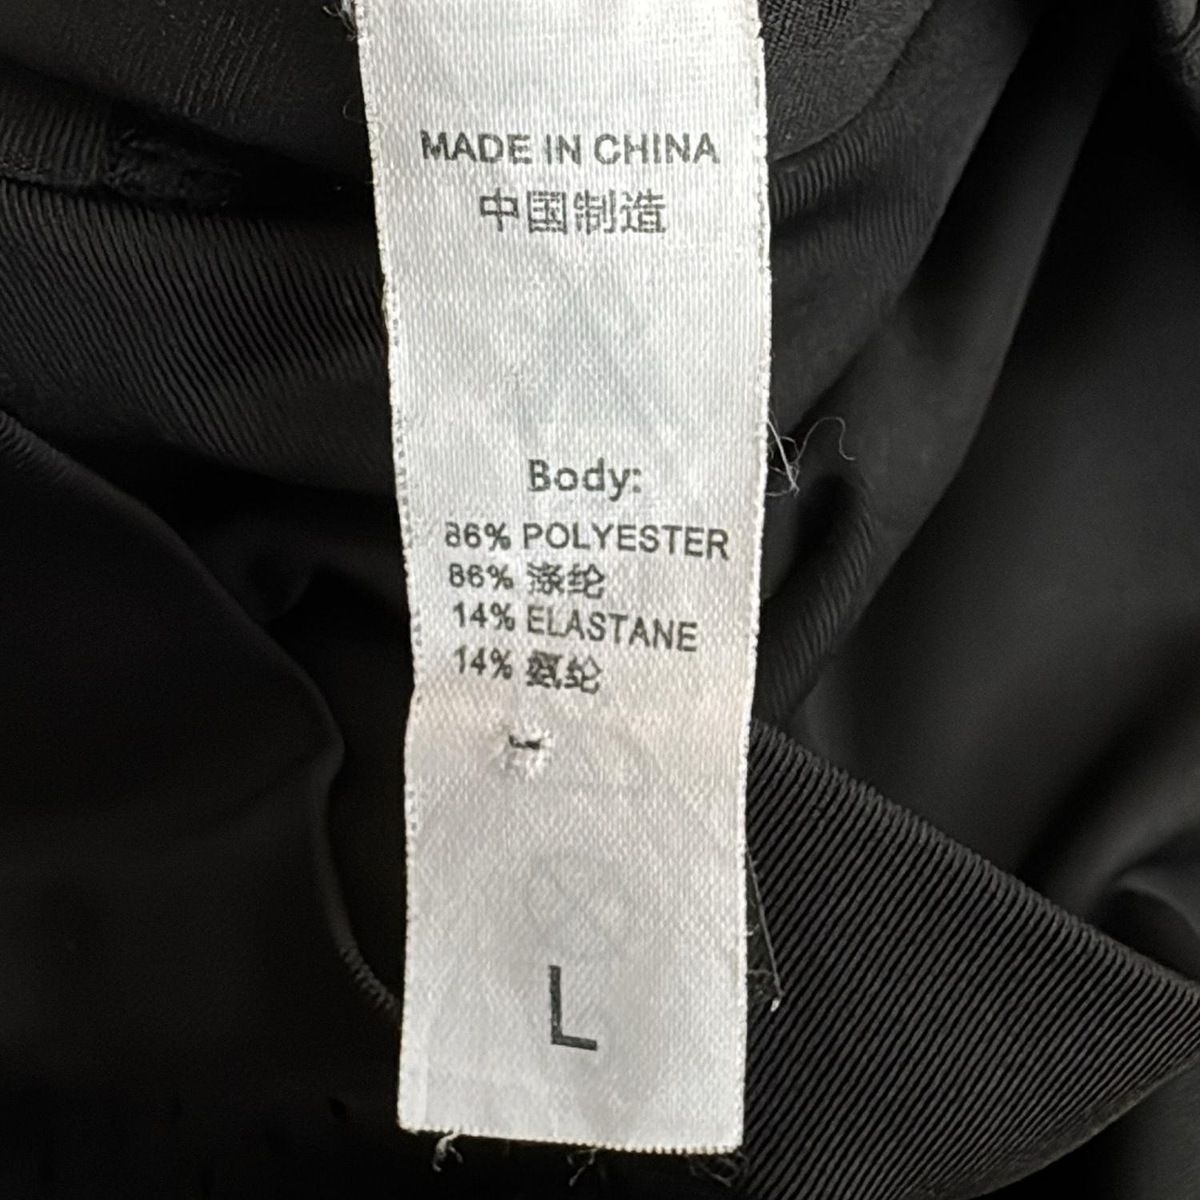 MADE IN CHINA
中国制造
Body:
86% POLYESTER
86% 涤纶
14% ELASTANE
14% 氨纶
L